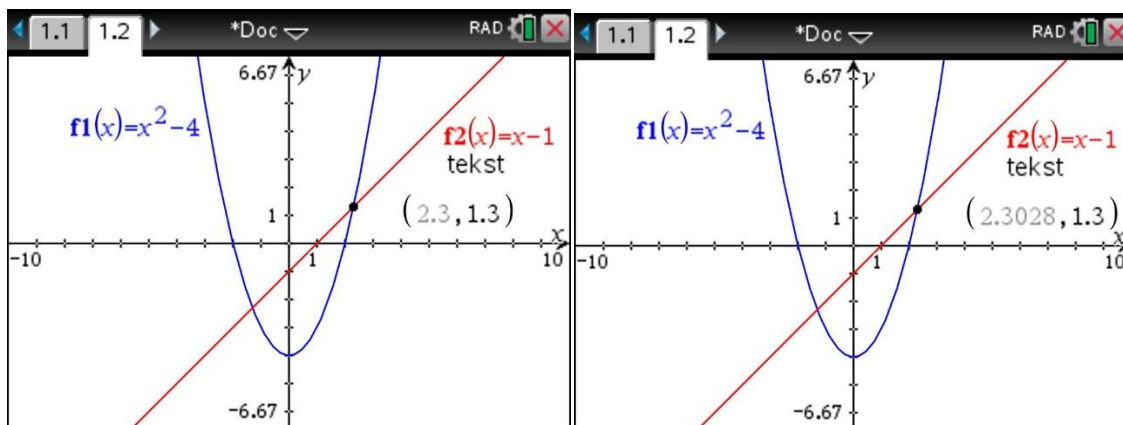 1.1 1.2 *Doc RAD
6.67 y
f1(x)=x²-4
f2(x)=x-1
tekst
(2.3,1.3)
1
x
-10 1 10
-6.67
1.1 1.2 *Doc RAD
6.67 y
f1(x)=x²-4
f2(x)=x-1
tekst
(2.3028,1.3)
1
x
-10 1 10
-6.67